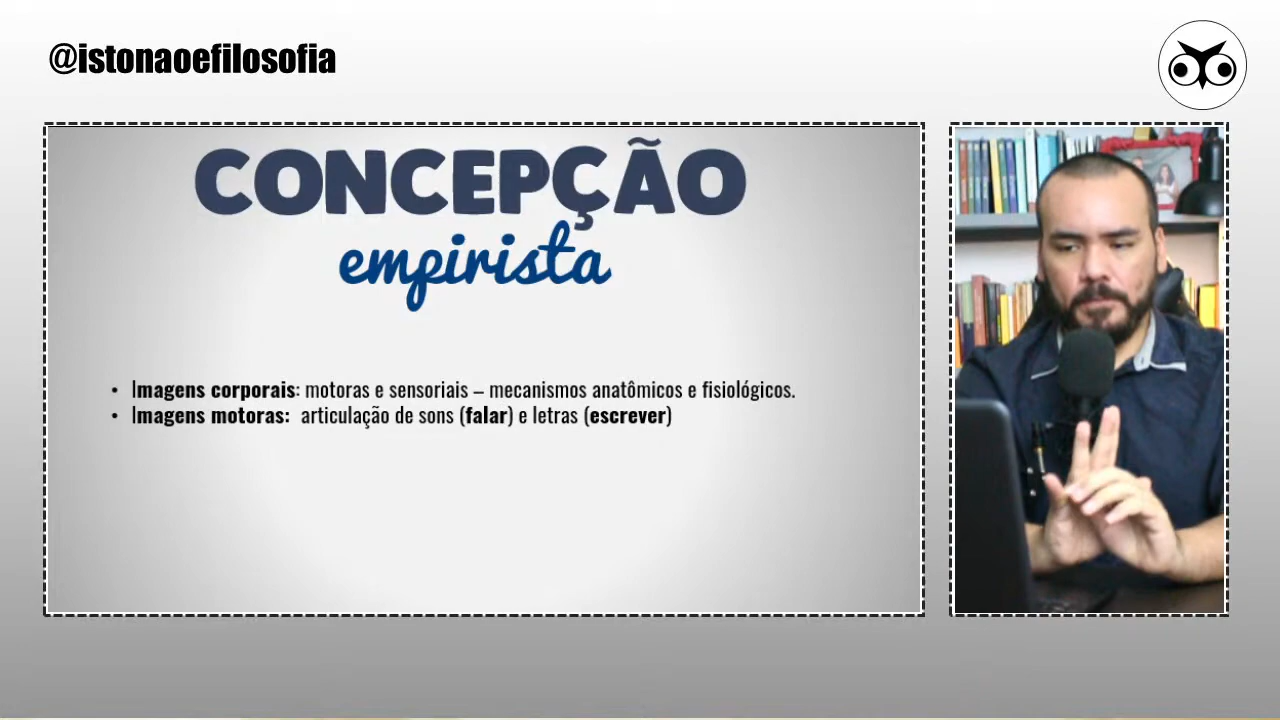 @istonaoefilosofia
CONCEPÇÃO
empirista
• Imagens corporais: motoras e sensoriais – mecanismos anatômicos e fisiológicos.
• Imagens motoras: articulação de sons (falar) e letras (escrever)